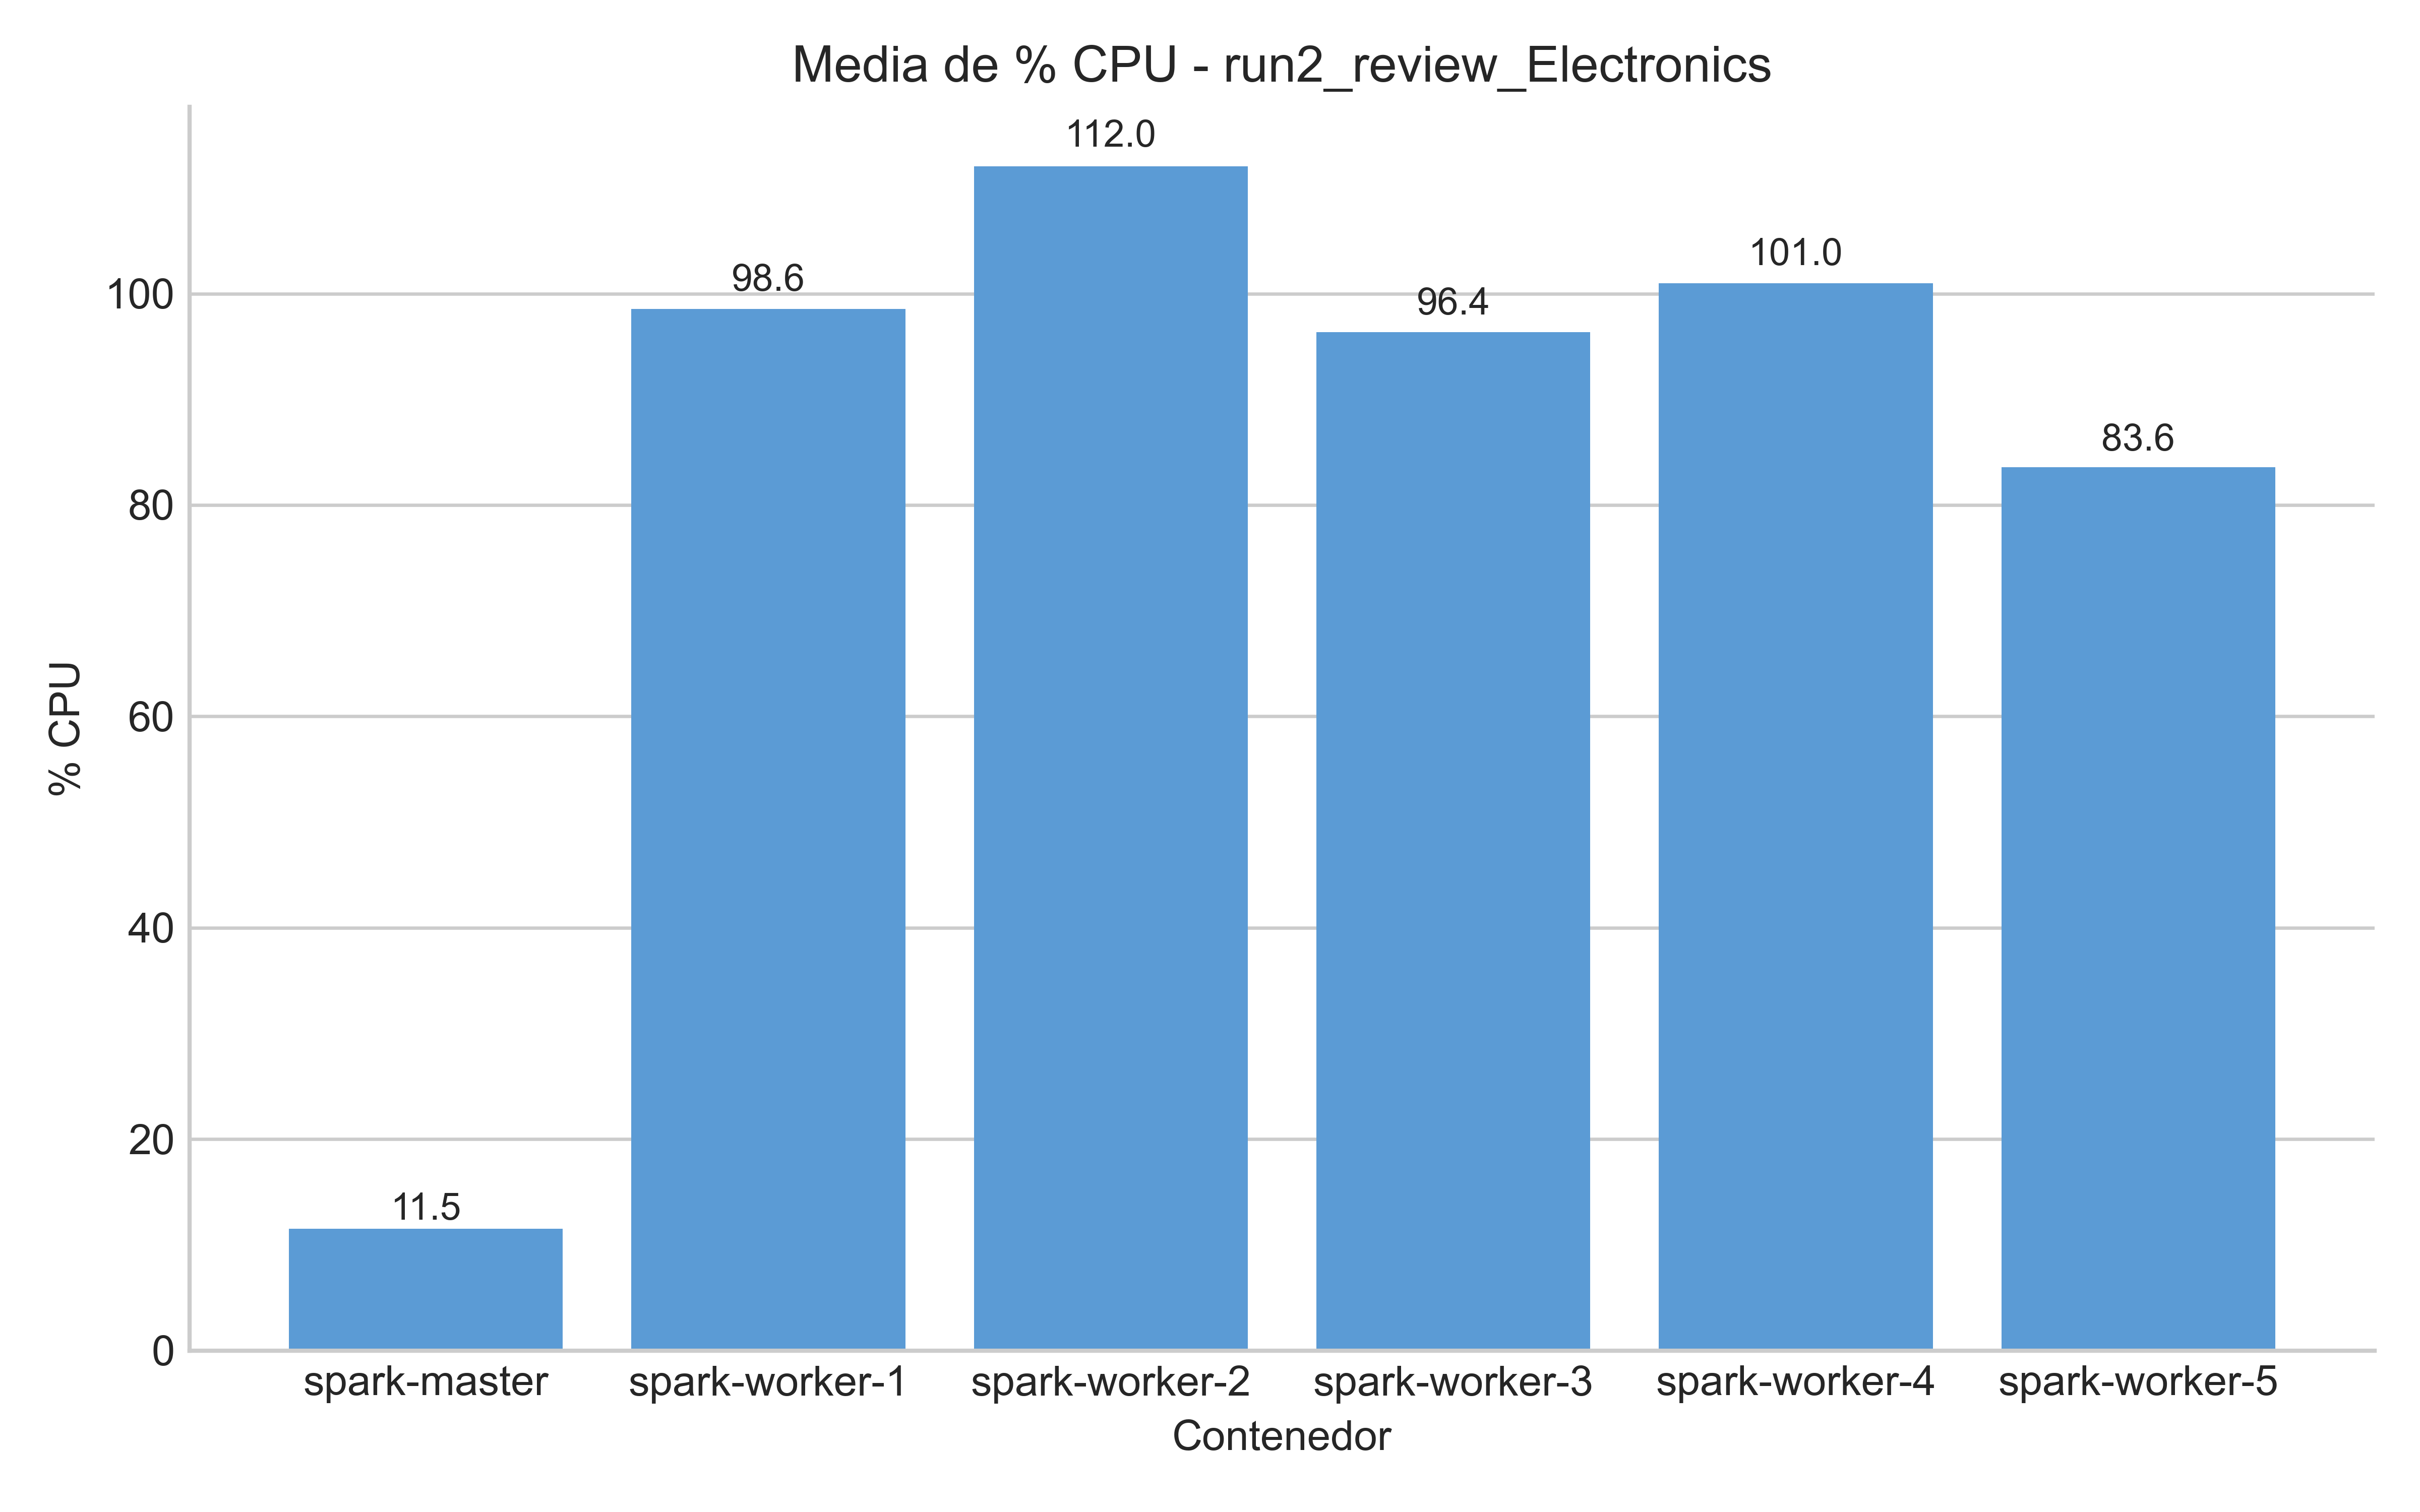 Media de % CPU - run2_review_Electronics
112.0
98.6
101.0
96.4
83.6
11.5
100
80
60
40
20
0
% CPU
spark-master
spark-worker-1
spark-worker-2
spark-worker-3
spark-worker-4
spark-worker-5
Contenedor